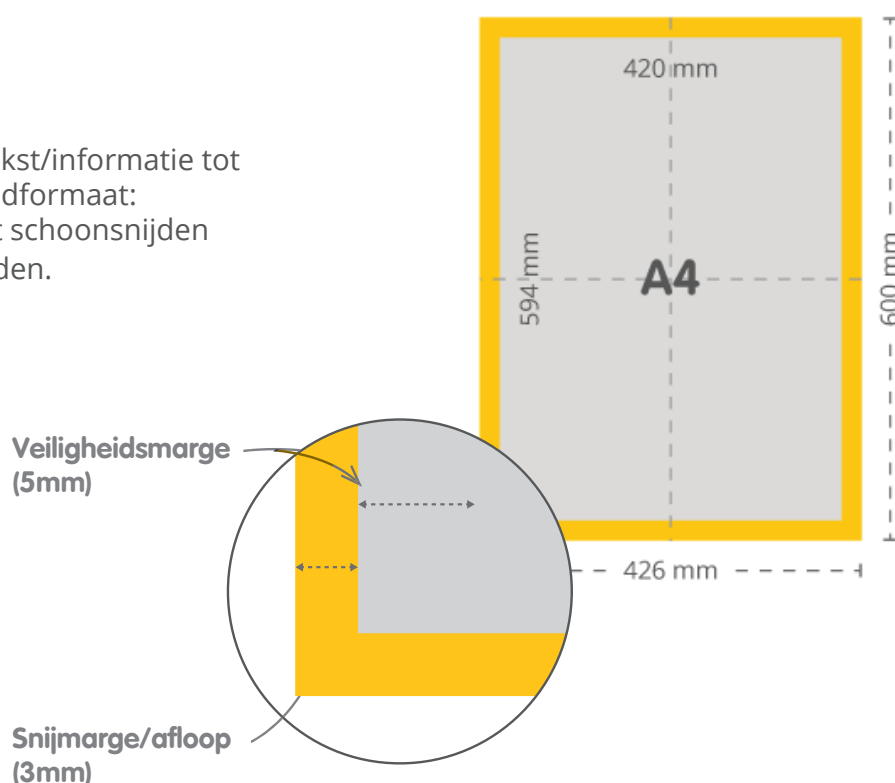 420 mm
kst/informatie tot
dformaat:
schoonsnijden
den.
594 mm
A4
600 mm
Veiligheidsmarge
(5mm)
426 mm
Snijmarge/afloop
(3mm)